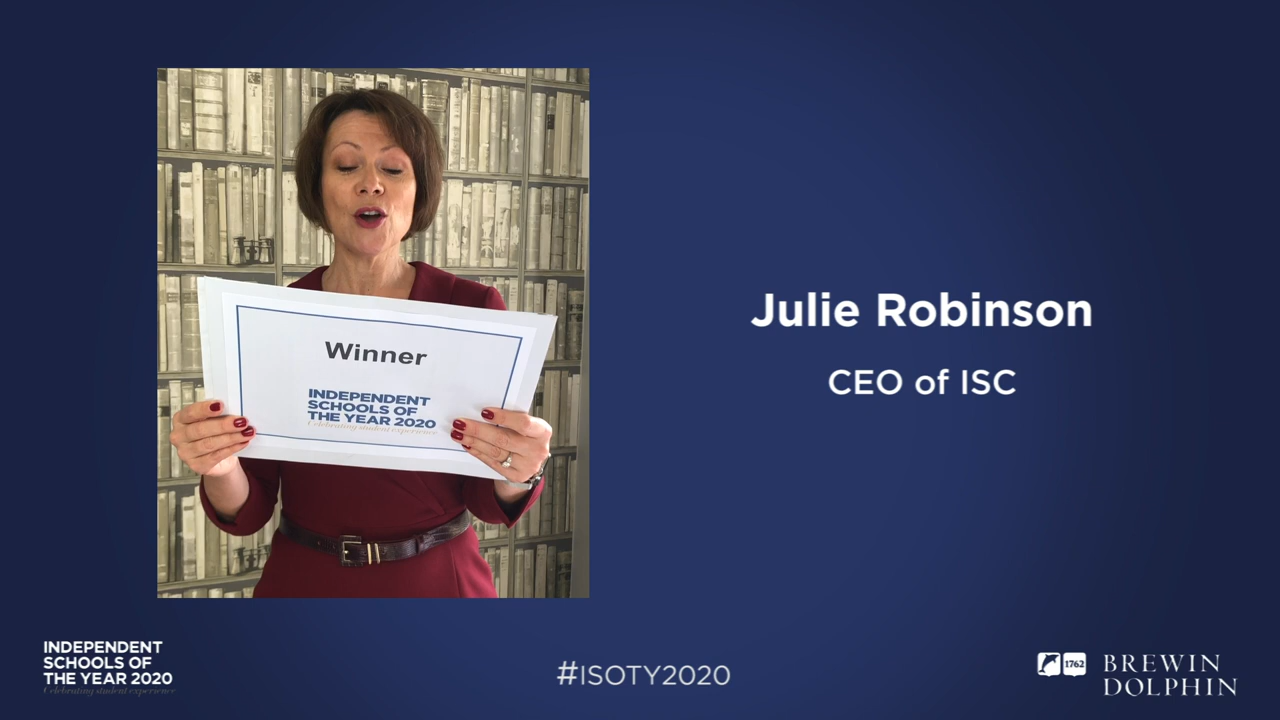 Winner
INDEPENDENT
SCHOOLS OF
THE YEAR 2020
Celebrating student experience
Julie Robinson
CEO of ISC
INDEPENDENT
SCHOOLS OF
THE YEAR 2020
Celebrating student experience
#ISOTY2020
1762
BREWIN
DOLPHIN